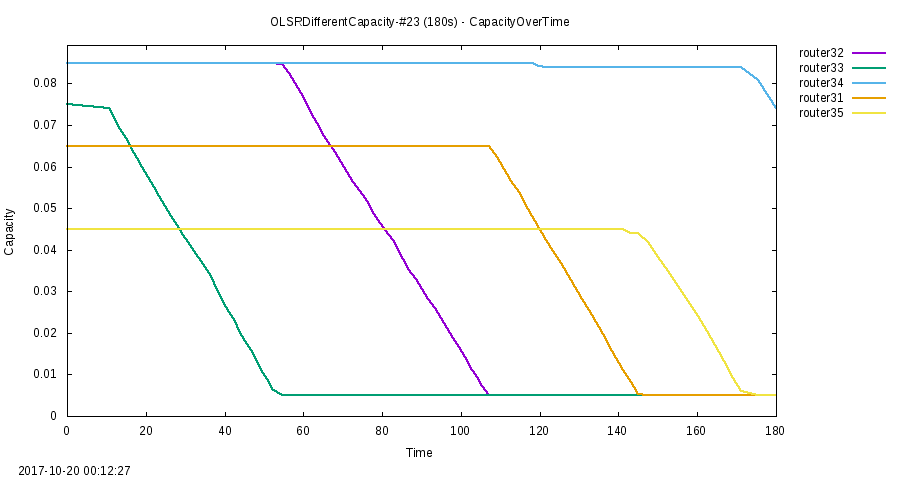 OLSRDifferentCapacity-#23 (180s) - CapacityOverTime
router32
router33
router34
router31
router35
0.08
0.07
0.06
0.05
0.04
0.03
0.02
0.01
0
Capacity
0 20 40 60 80 100 120 140 160 180
Time
2017-10-20 00:12:27